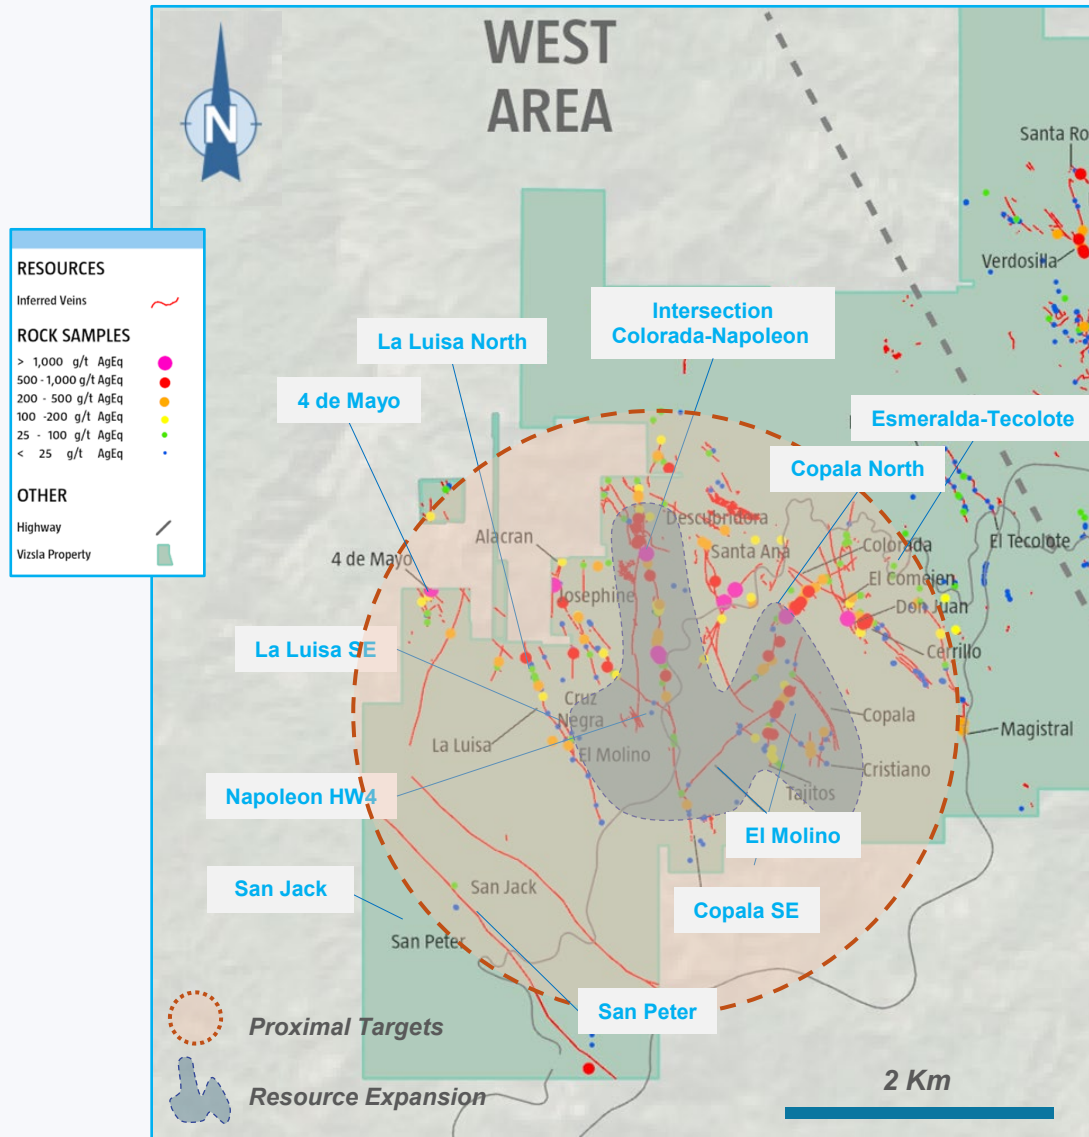 WEST
AREA
N
Santa Ro
Verdosilla
RESOURCES
Inferred Veins
ROCK SAMPLES
> 1,000 g/t AgEq
500 - 1,000 g/t AgEq
200 - 500 g/t AgEq
100 -200 g/t AgEq
25 - 100 g/t AgEq
< 25 g/t AgEq
OTHER
Highway
Vizsla Property
Intersection
Colorada-Napoleon
La Luisa North
4 de Mayo
Esmeralda-Tecolote
Copala North
Descubridora
Alacran
Santa Ana
Colorada
El Tecolote
4 de Mayo
El Comejen
Josephine
Don Juan
La Luisa SE
Cerrillo
Cruz
Negra
Copala
La Luisa
El Molino
Magistral
Cristiano
Napoleon HW4
Tajitos
El Molino
San Jack
San Jack
Copala SE
San Peter
San Peter
Proximal Targets
Resource Expansion
2 Km